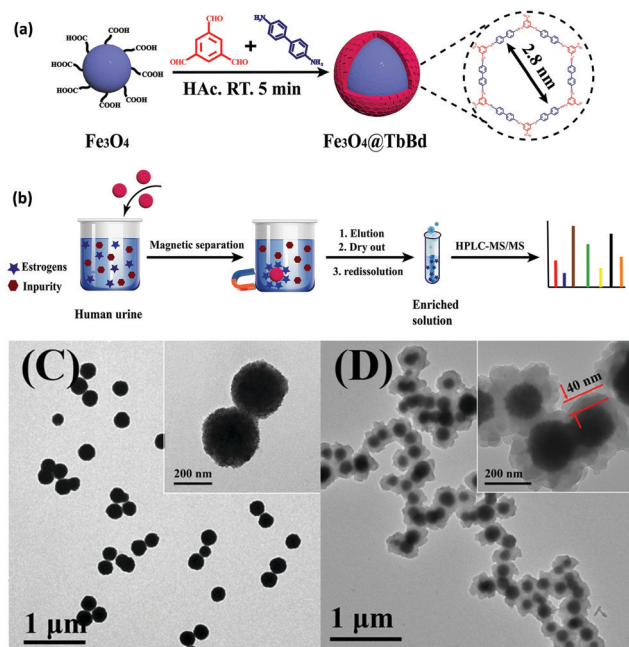 (a)
HOOC
COOH
HOOC
COOH
HOOC
COOH
HOOC
COOH
Fe3O4
CHO
OHC
CHO
+
H2N
NH2
HAc. RT. 5 min
Fe3O4@TbBd
2.8 nm
(b)
Estrogens
Inpurity
Human urine
Magnetic separation
1. Elution
2. Dry out
3. redissolution
Enriched
solution
HPLC-MS/MS
(C)
200 nm
1 μm
(D)
40 nm
200 nm
1 μm